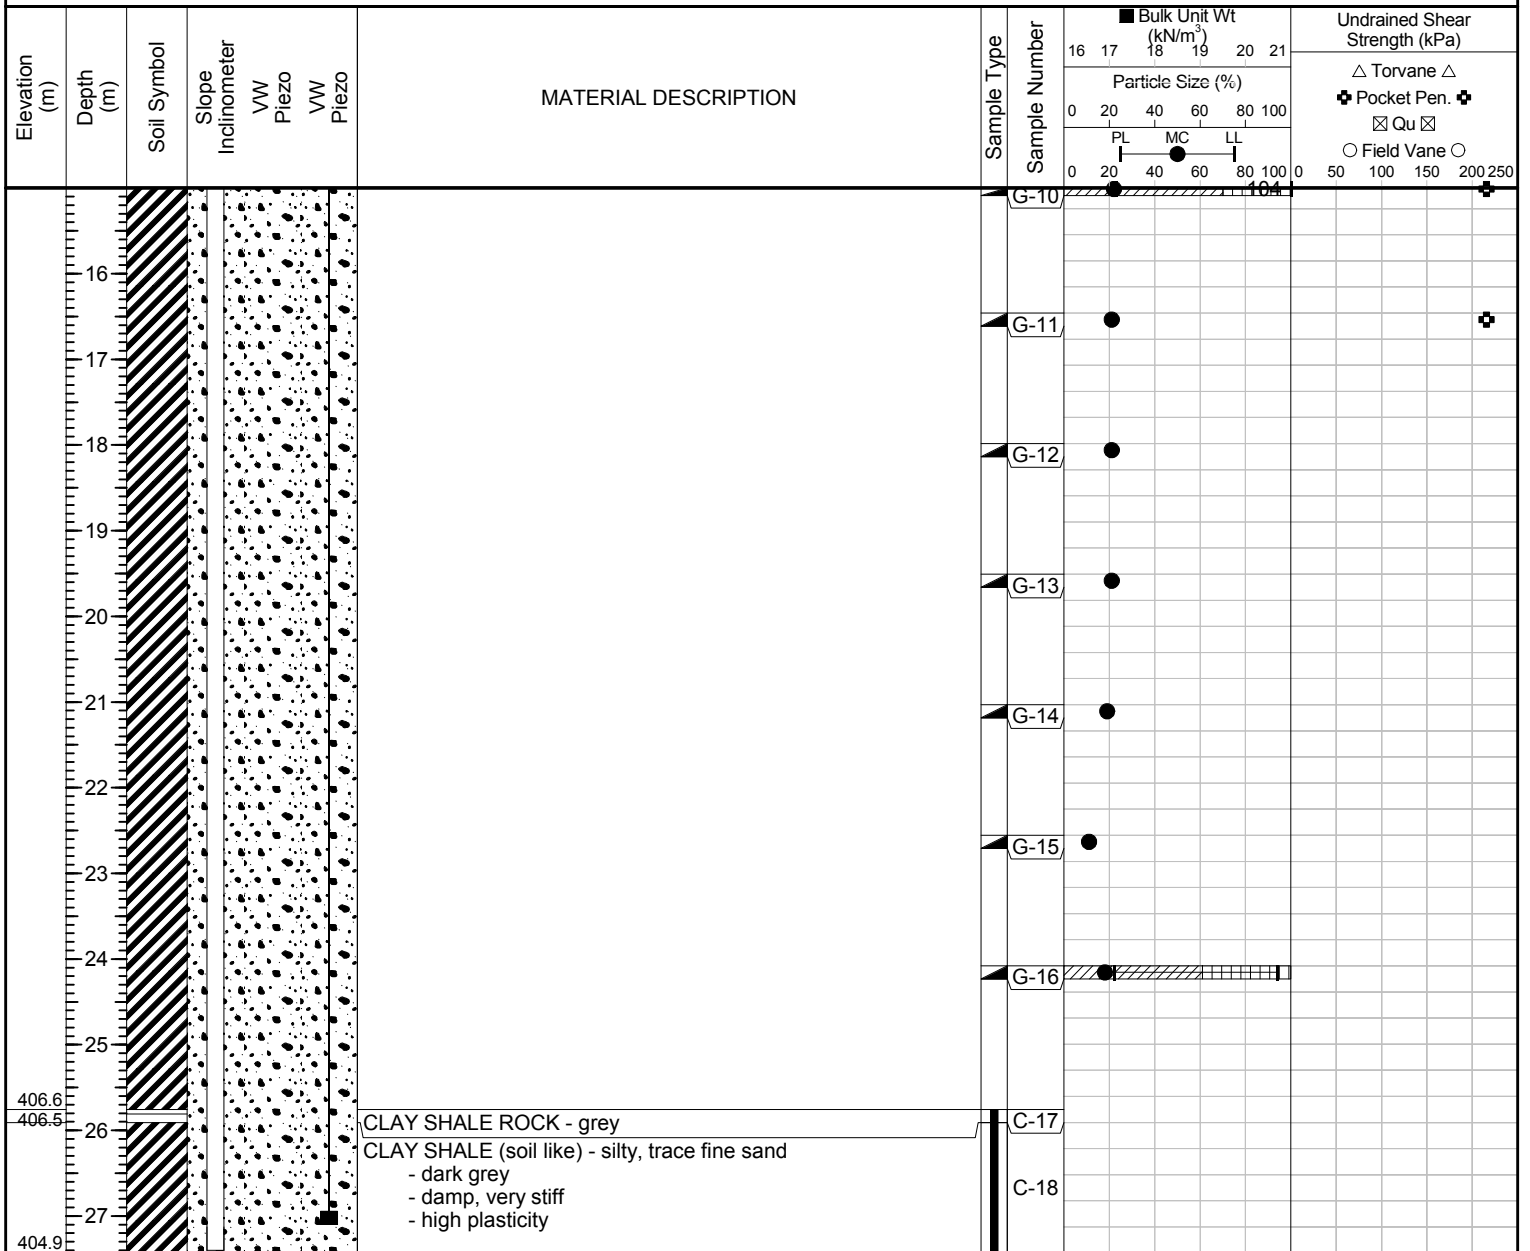 Elevation
(m)
Depth
(m)
Soil Symbol
Slope
Inclinometer
VW
Piezo
VW
Piezo
MATERIAL DESCRIPTION
Sample Type
Sample Number
Bulk Unit Wt
(kN/m3)
16 17 18 19 20 21
Particle Size (%)
0 20 40 60 80 100
PL MC LL
0 20 40 60 80 100
Undrained Shear
Strength (kPa)
△ Torvane △
Pocket Pen.
☒ Qu ☒
○ Field Vane ○
0 50 100 150 200 250
G-10
104
16
G-11
17
18
G-12
19
G-13
20
21
G-14
22
G-15
23
24
G-16
25
406.6
406.5
26
CLAY SHALE ROCK - grey
C-17
CLAY SHALE (soil like) - silty, trace fine sand
- dark grey
- damp, very stiff
- high plasticity
C-18
27
404.9